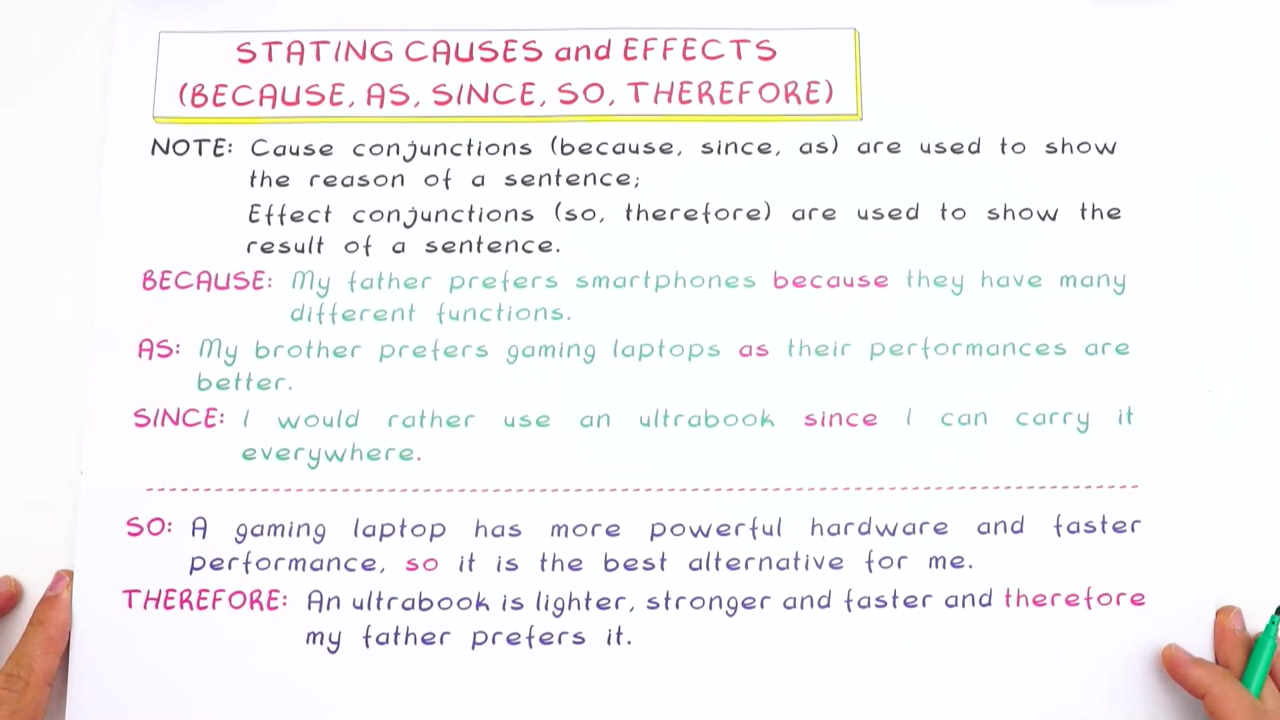 STATING CAUSES and EFFECTS
(BECAUSE, AS, SINCE, SO, THEREFORE)
NOTE: Cause conjunctions (because, since, as) are used to show
the reason of a sentence;
Effect conjunctions (so, therefore) are used to show the
result of a sentence.
BECAUSE: My father prefers smartphones because they have many
different functions.
AS: My brother prefers gaming laptops as their performances are
better.
SINCE: I would rather use an ultrabook since I can carry it
everywhere.
SO: A gaming laptop has more powerful hardware and faster
performance, so it is the best alternative for me.
THEREFORE: An ultrabook is lighter, stronger and faster and therefore
my father prefers it.